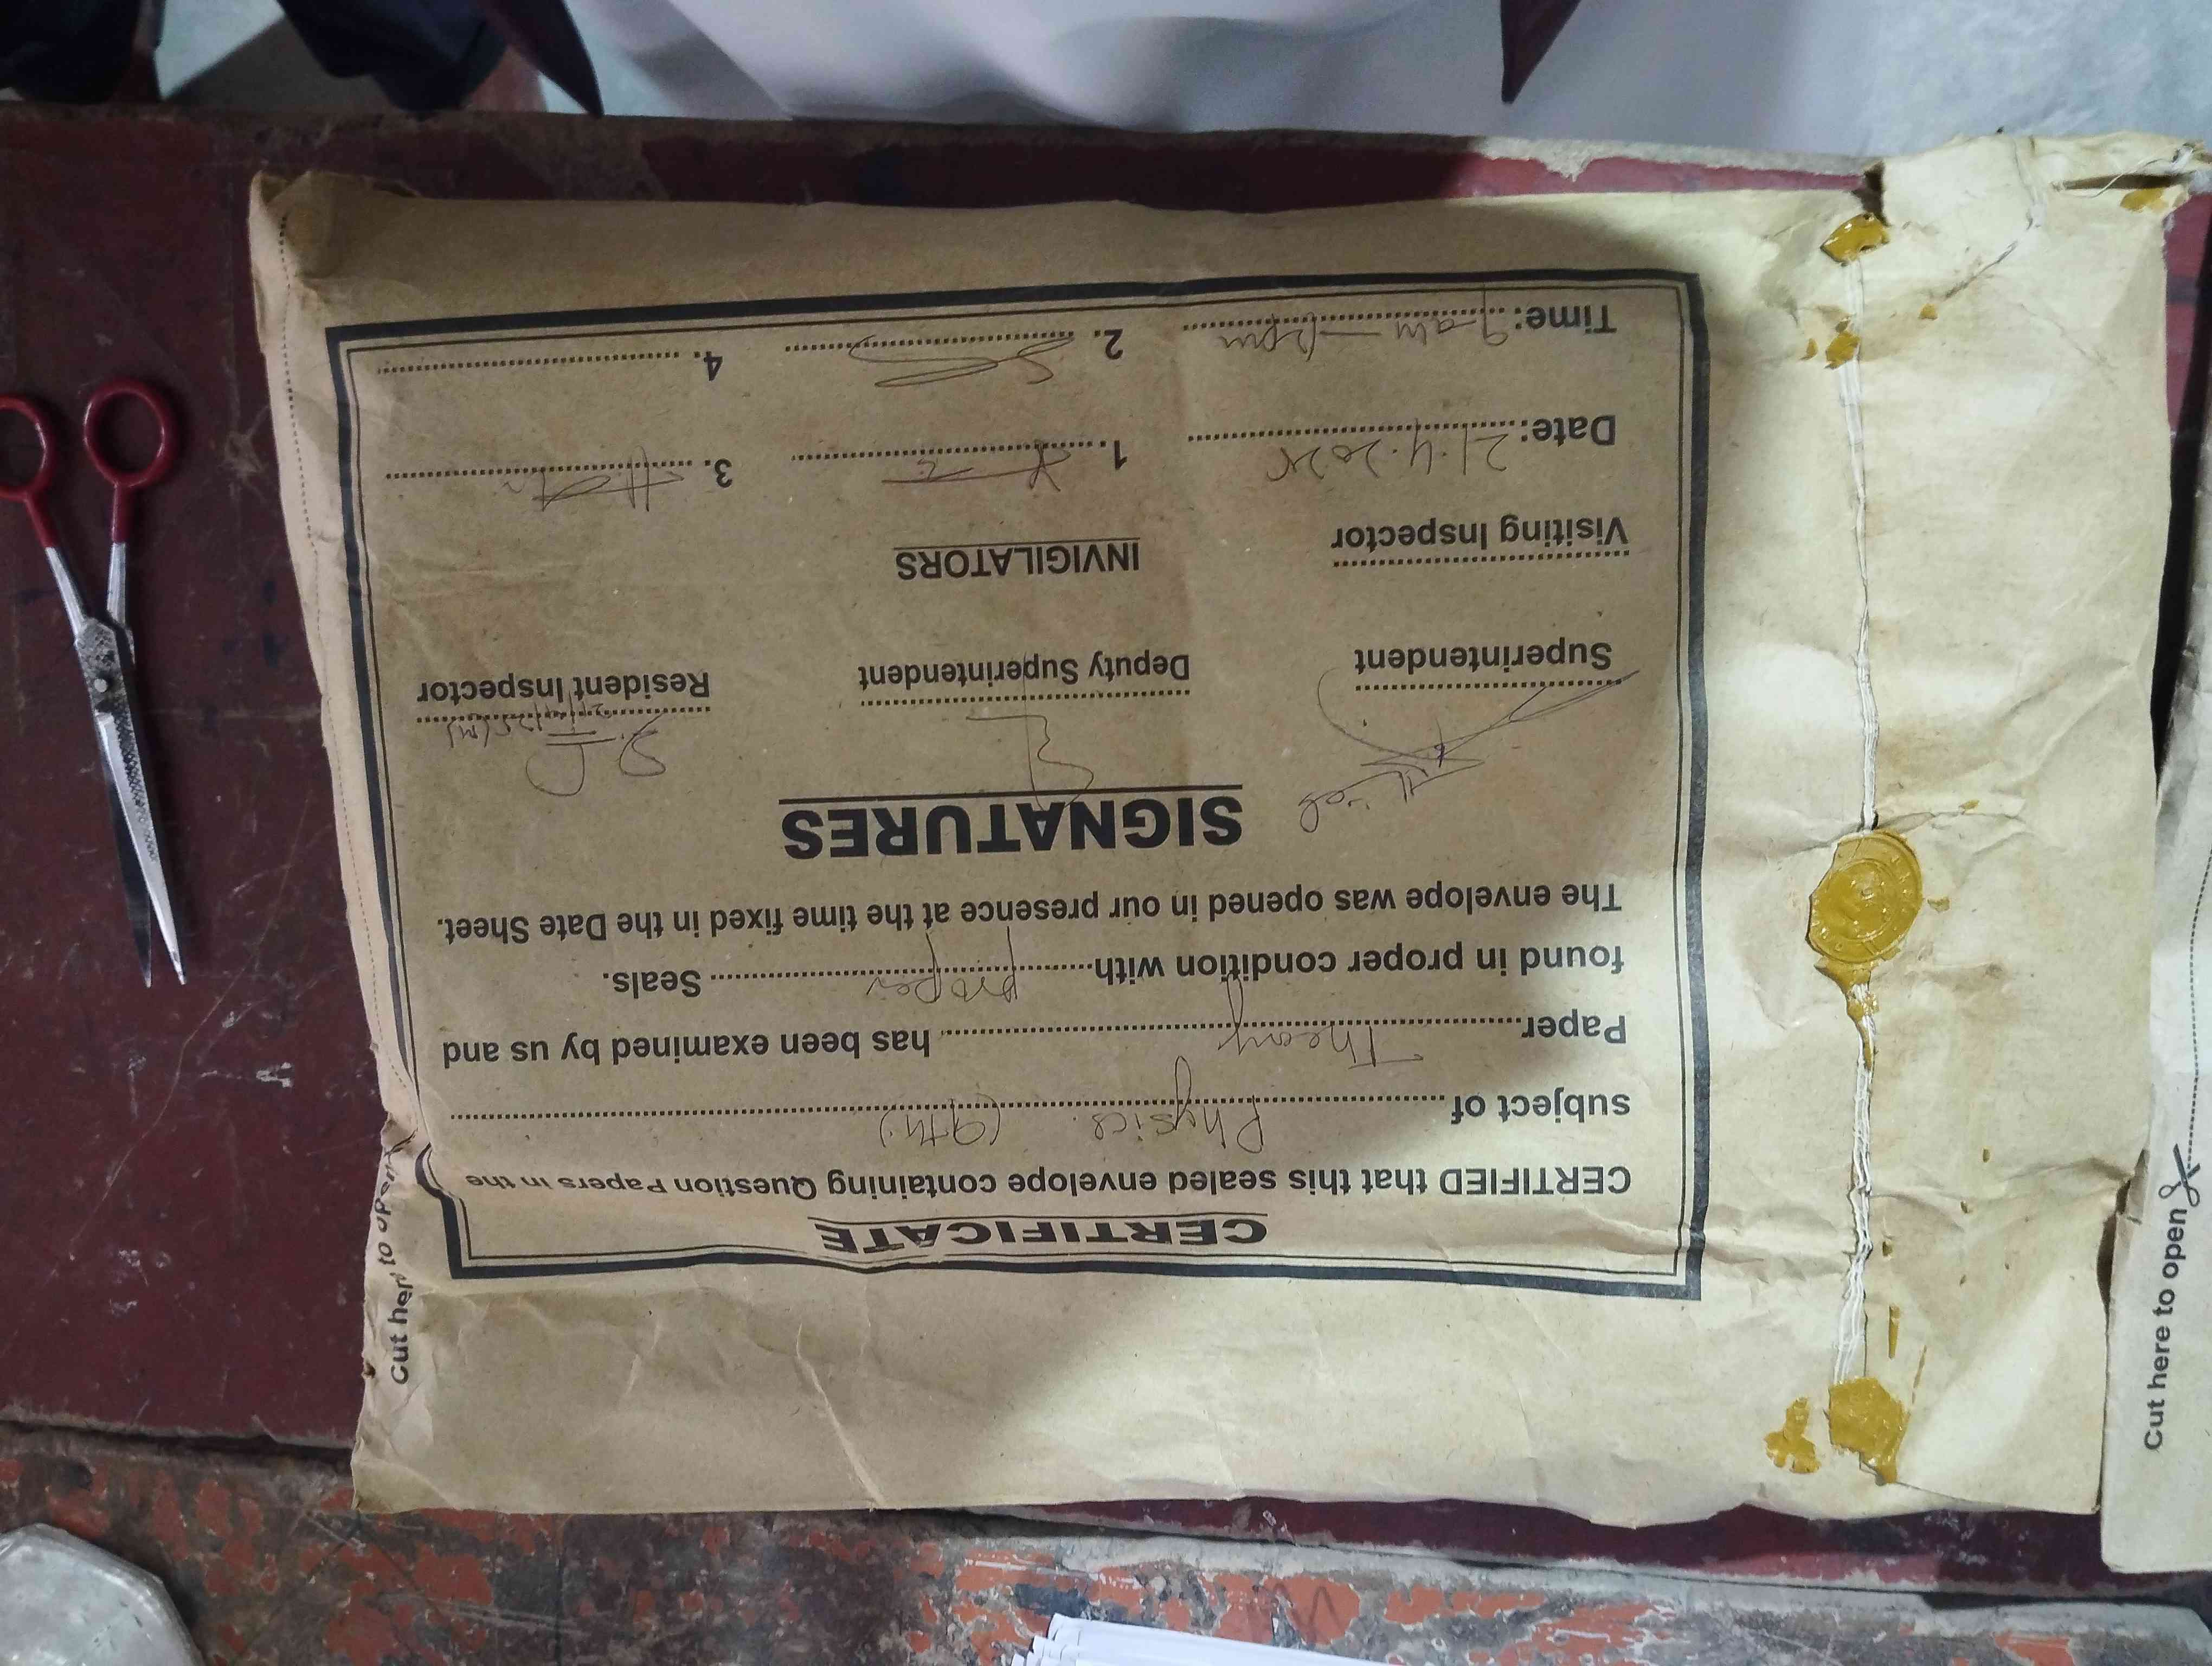 CERTIFICATE
CERTIFIED that this sealed envelope containing Question Papers in the
subject of Physics (9th)
Paper Theory has been examined by us and
found in proper condition with proper Seals.
The envelope was opened in our presence at the time fixed in the Date Sheet.
SIGNATURES
Superintendent
Deputy Superintendent
Resident Inspector
Visiting Inspector
INVIGILATORS
Date: 21.4.2025
1.
3.
Time: 9am - 12pm
2.
4.
Cut here to open
Cut here to open